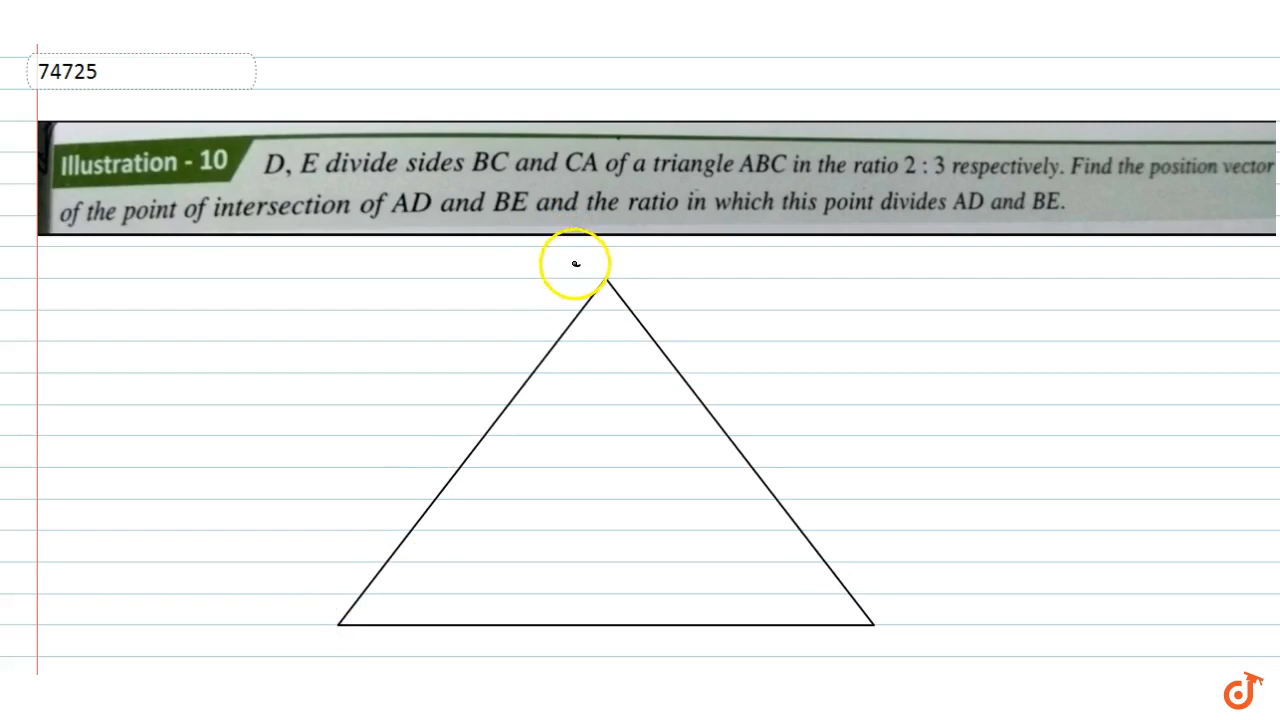 74725
Illustration - 10 D, E divide sides BC and CA of a triangle ABC in the ratio 2 : 3 respectively. Find the position vector
of the point of intersection of AD and BE and the ratio in which this point divides AD and BE.